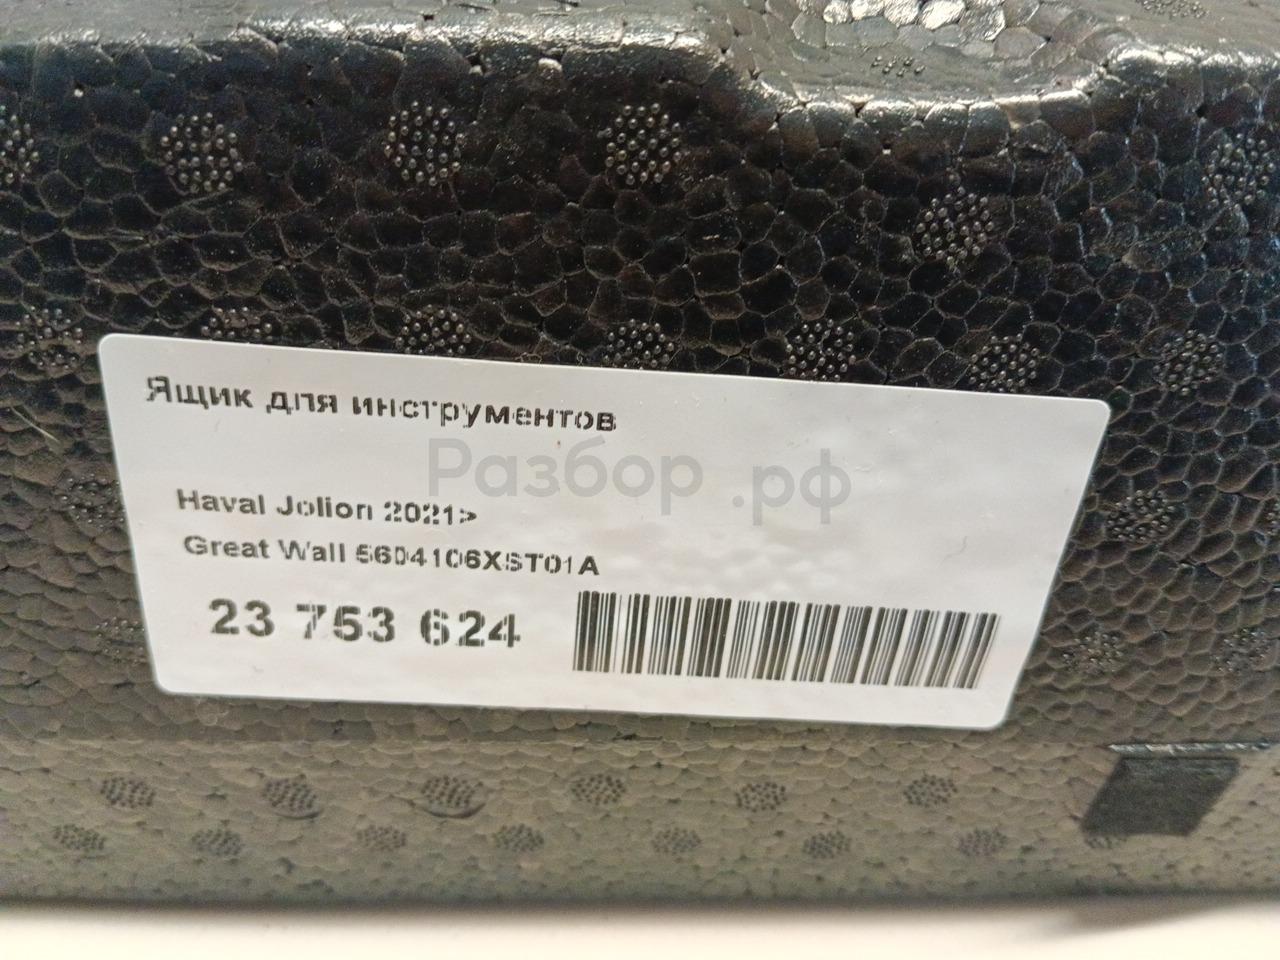 Ящик для инструментов
Разбор.рф
Haval Jolion 2021>
Great Wall 5604106XST01A
23 753 624